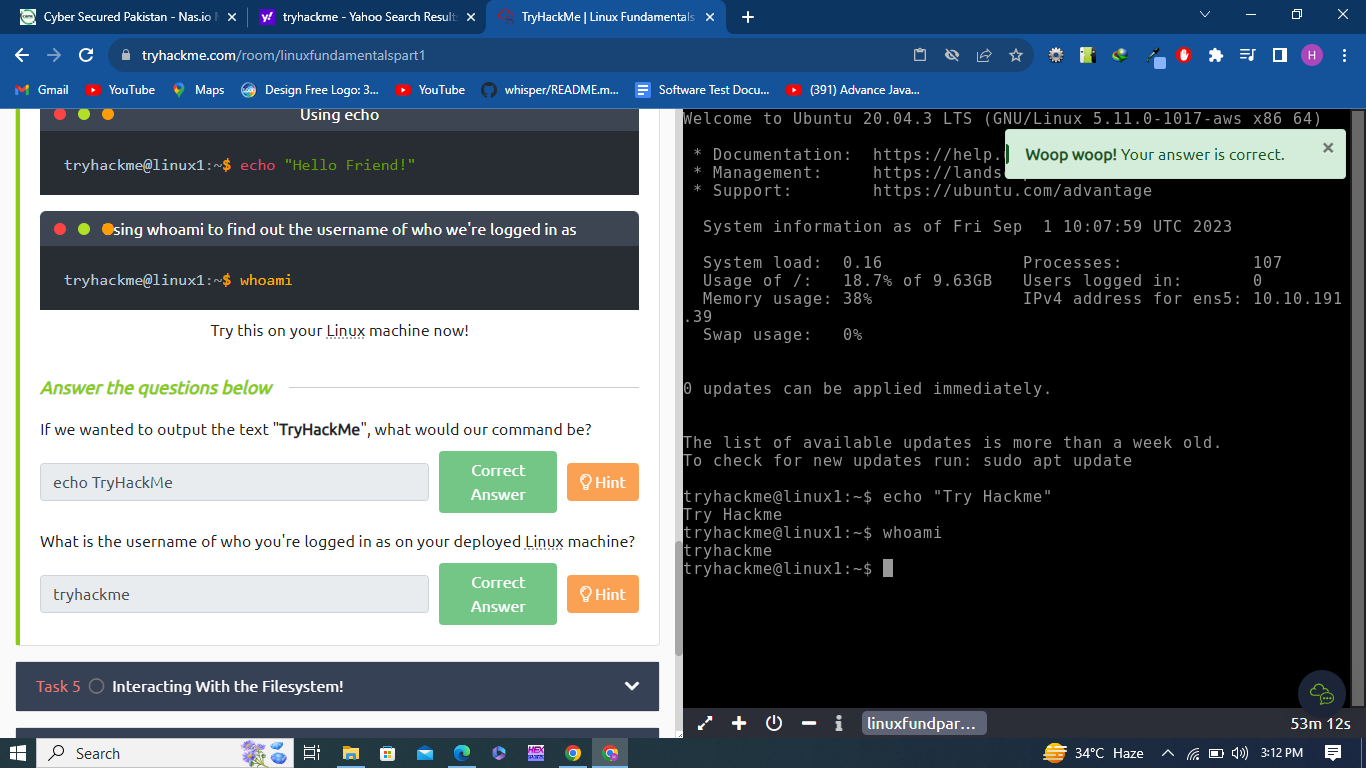 Cyber Secured Pakistan - Nas.io
tryhackme - Yahoo Search Result
TryHackMe | Linux Fundamentals
tryhackme.com/room/linuxfundamentalspart1
H
Gmail
YouTube
Maps
Design Free Logo: 3...
YouTube
whisper/README.m...
Software Test Docu...
(391) Advance Java...
Using echo
tryhackme@linux1:~$ echo "Hello Friend!"
sing whoami to find out the username of who we're logged in as
tryhackme@linux1:~$ whoami
Try this on your Linux machine now!
Answer the questions below
If we wanted to output the text "TryHackMe", what would our command be?
echo TryHackMe
Correct
Answer
Hint
What is the username of who you're logged in as on your deployed Linux machine?
tryhackme
Correct
Answer
Hint
Task 5 Interacting With the Filesystem!
Welcome to Ubuntu 20.04.3 LTS (GNU/Linux 5.11.0-1017-aws x86 64)
Woop woop! Your answer is correct.
* Documentation: https://help.
* Management: https://lands
* Support: https://ubuntu.com/advantage
System information as of Fri Sep 1 10:07:59 UTC 2023
System load: 0.16 Processes: 107
Usage of /: 18.7% of 9.63GB Users logged in: 0
Memory usage: 38% IPv4 address for ens5: 10.10.191
.39
Swap usage: 0%
0 updates can be applied immediately.
The list of available updates is more than a week old.
To check for new updates run: sudo apt update
tryhackme@linux1:~$ echo "Try Hackme"
Try Hackme
tryhackme@linux1:~$ whoami
tryhackme
tryhackme@linux1:~$
linuxfundpar...
53m 12s
Search
34°C Haze
3:12 PM